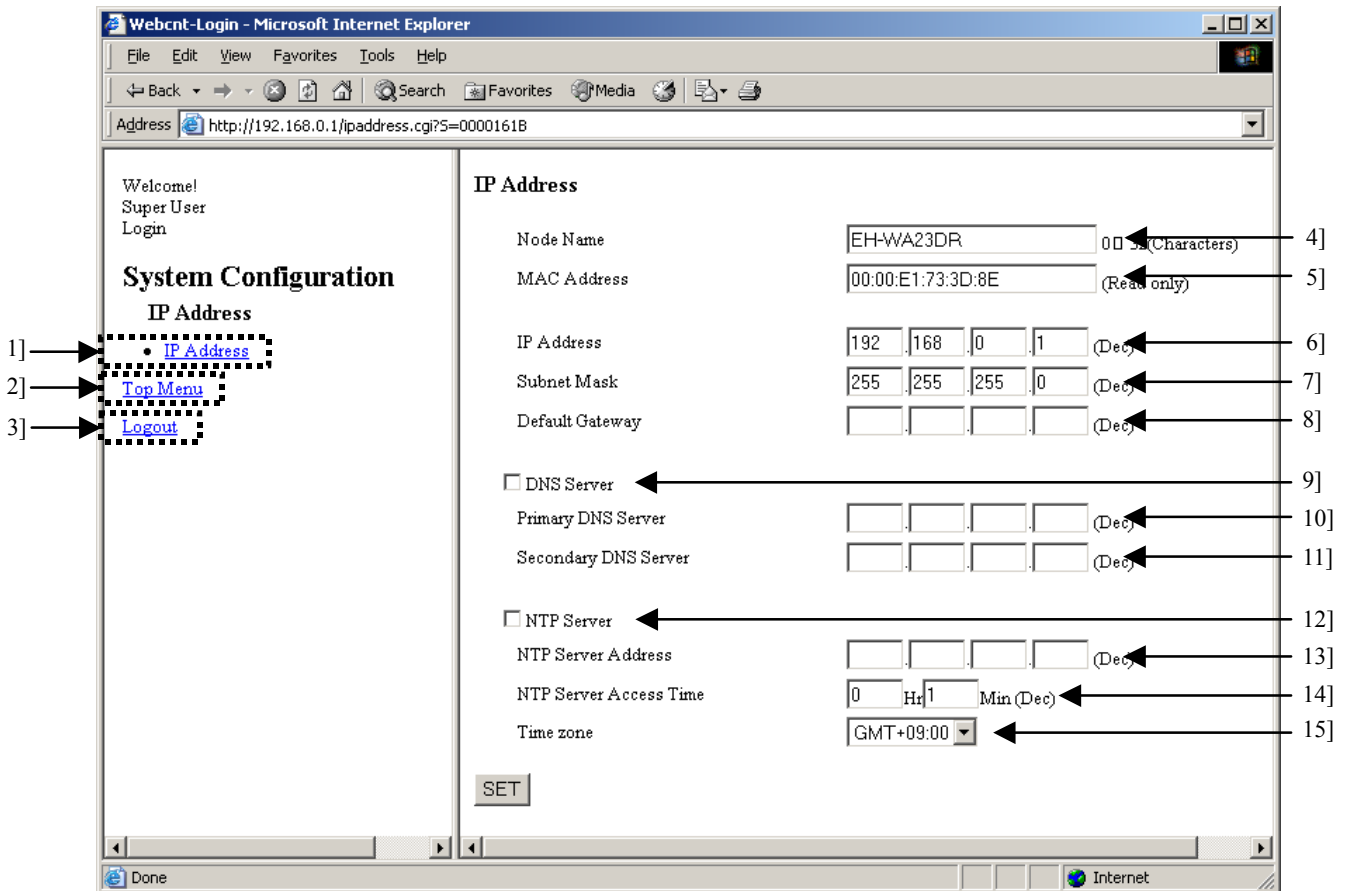 Webcnt-Login - Microsoft Internet Explorer
File Edit View Favorites Tools Help
Back Search Favorites Media
Address http://192.168.0.1/ipaddress.cgi?S=0000161B
Welcome!
Super User
Login
System Configuration
IP Address
1] • IP Address
2] Top Menu
3] Logout
IP Address
Node Name EH-WA23DR (Characters) 4]
MAC Address 00:00:E1:73:3D:8E (Read only) 5]
IP Address 192 .168 .0 .1 (Dec) 6]
Subnet Mask 255 .255 .255 .0 (Dec) 7]
Default Gateway . . . (Dec) 8]
DNS Server 9]
Primary DNS Server . . . (Dec) 10]
Secondary DNS Server . . . (Dec) 11]
NTP Server 12]
NTP Server Address . . . (Dec) 13]
NTP Server Access Time 0 Hr 1 Min (Dec) 14]
Time zone GMT+09:00 15]
SET
Done Internet